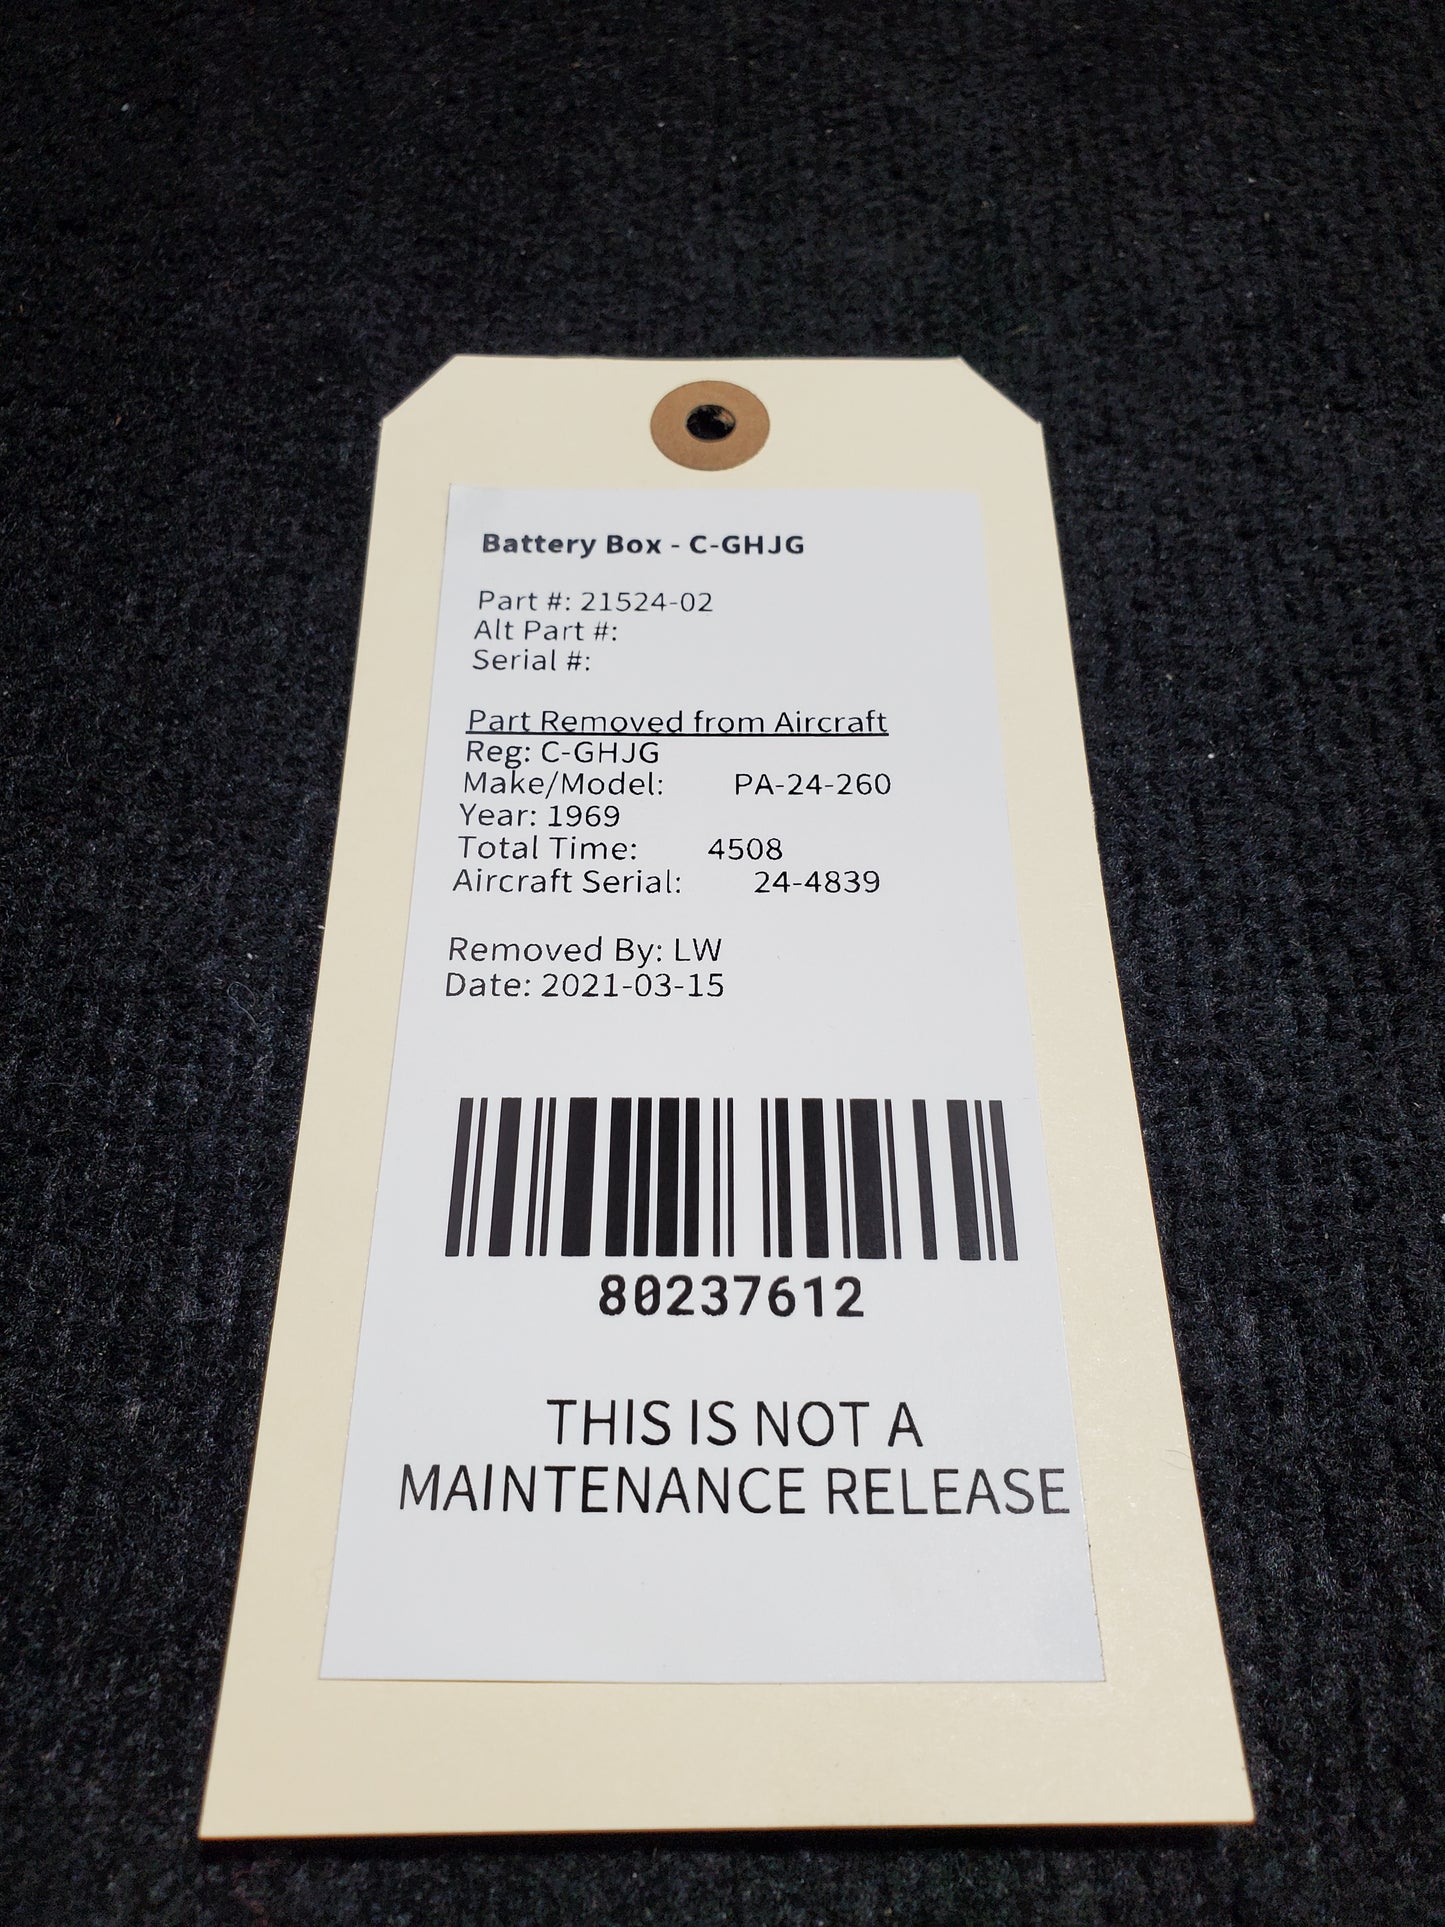 Battery Box - C-GHJG
Part #: 21524-02
Alt Part #:
Serial #:
Part Removed from Aircraft
Reg: C-GHJG
Make/Model: PA-24-260
Year: 1969
Total Time: 4508
Aircraft Serial: 24-4839
Removed By: LW
Date: 2021-03-15
80237612
THIS IS NOT A
MAINTENANCE RELEASE